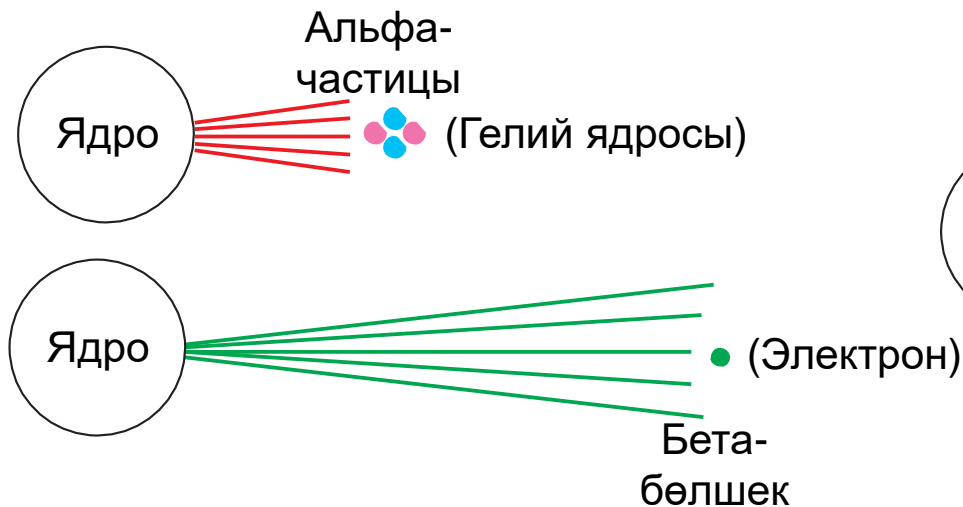 Альфа-
частицы
Ядро
(Гелий ядросы)
Ядро
(Электрон)
Бета-
бөлшек